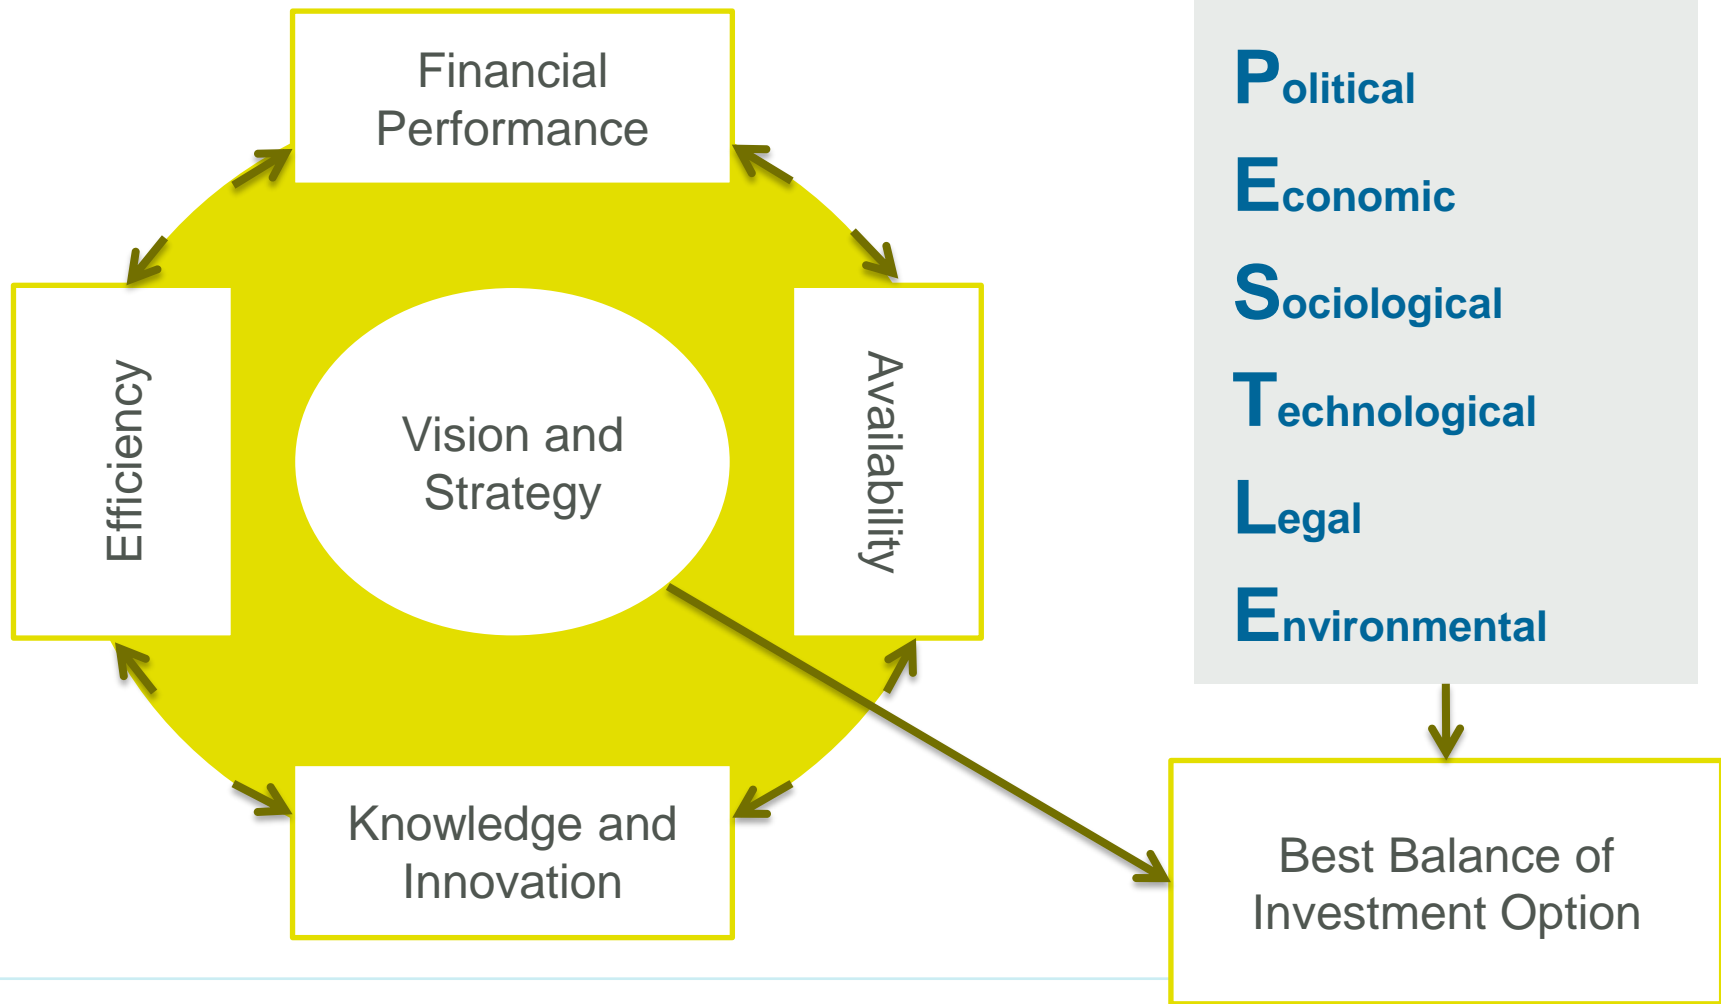 Financial
Performance
Efficiency
Vision and
Strategy
Availability
Knowledge and
Innovation
Political
Economic
Sociological
Technological
Legal
Environmental
Best Balance of
Investment Option